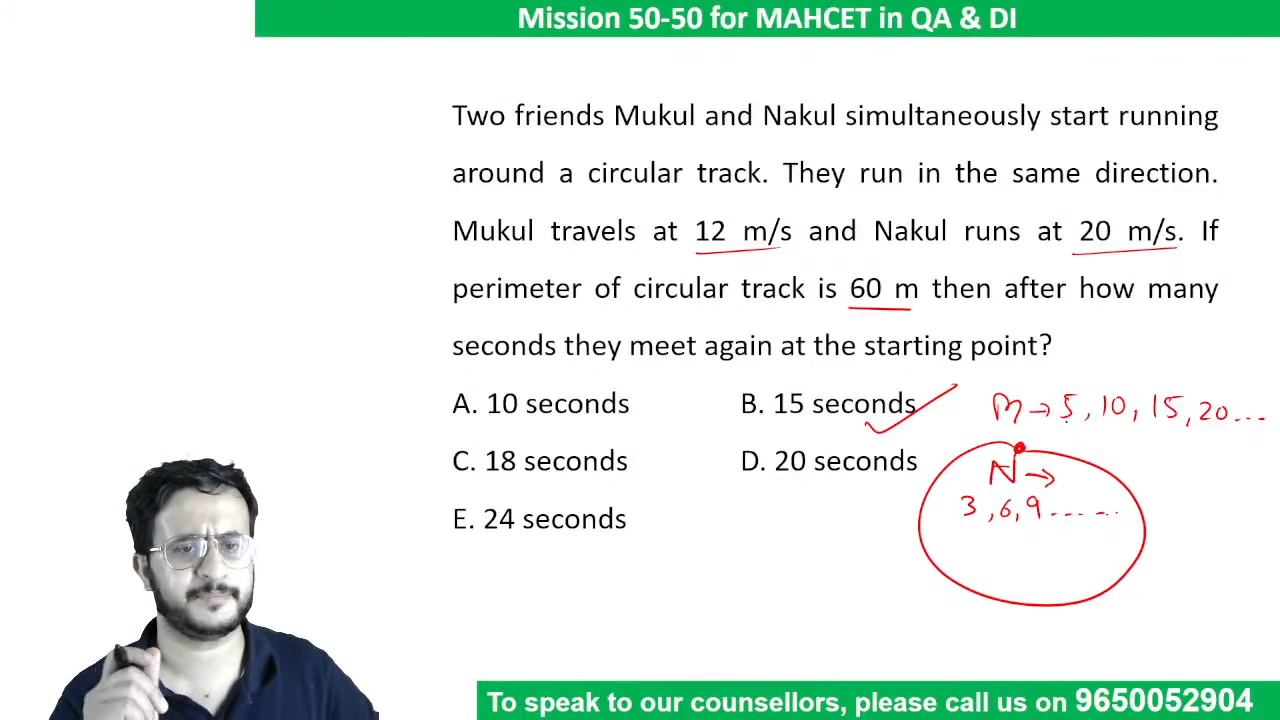 Mission 50-50 for MAHCET in QA & DI
Two friends Mukul and Nakul simultaneously start running
around a circular track. They run in the same direction.
Mukul travels at 12 m/s and Nakul runs at 20 m/s. If
perimeter of circular track is 60 m then after how many
seconds they meet again at the starting point?
A. 10 seconds
B. 15 seconds
C. 18 seconds
D. 20 seconds
E. 24 seconds
M → 5, 10, 15, 20...
N →
3, 6, 9......
To speak to our counsellors, please call us on 9650052904